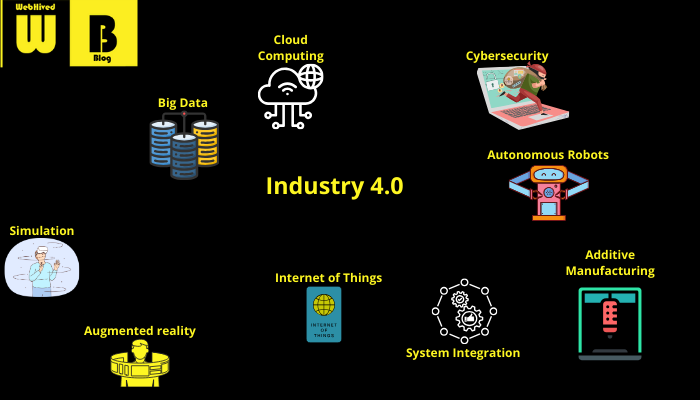 WebHived
W
B
Blog
Cloud
Computing
Cybersecurity
Big Data
Autonomous Robots
Industry 4.0
Simulation
Additive
Manufacturing
Internet of Things
INTERNET
OF
THINGS
Augmented reality
System Integration